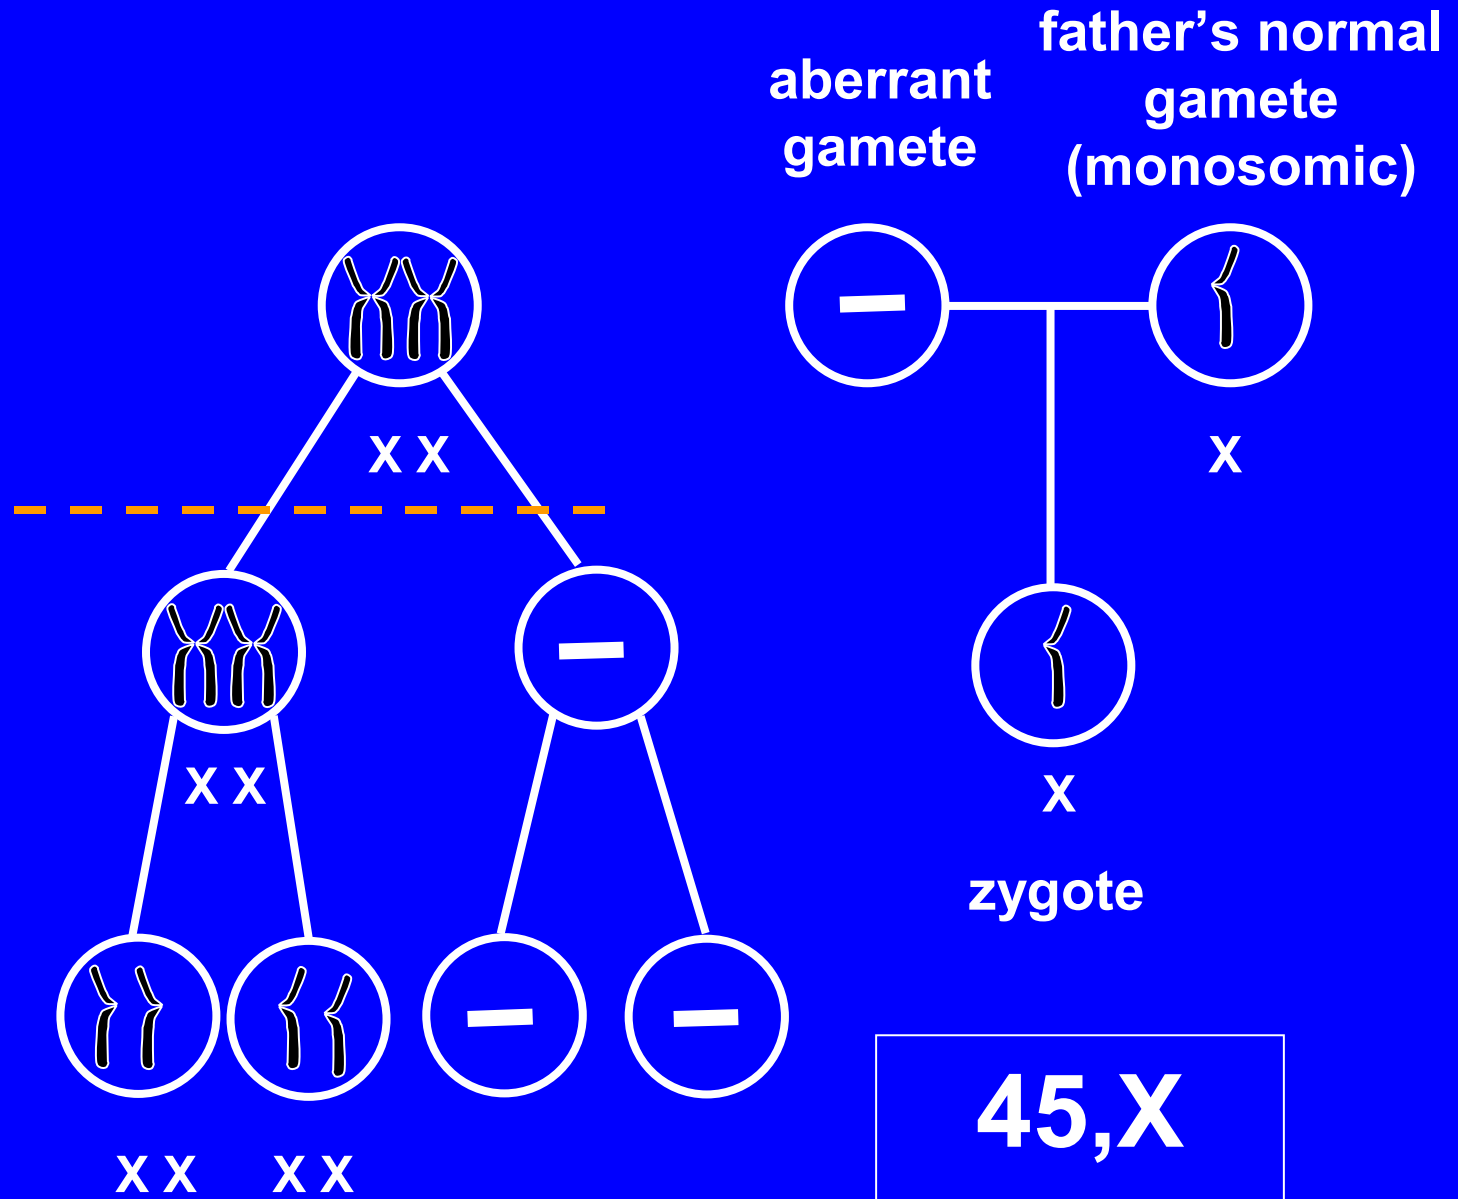 aberrant
gamete
father's normal
gamete
(monosomic)
X X
X
X X
X
zygote
X X
X X
45,X